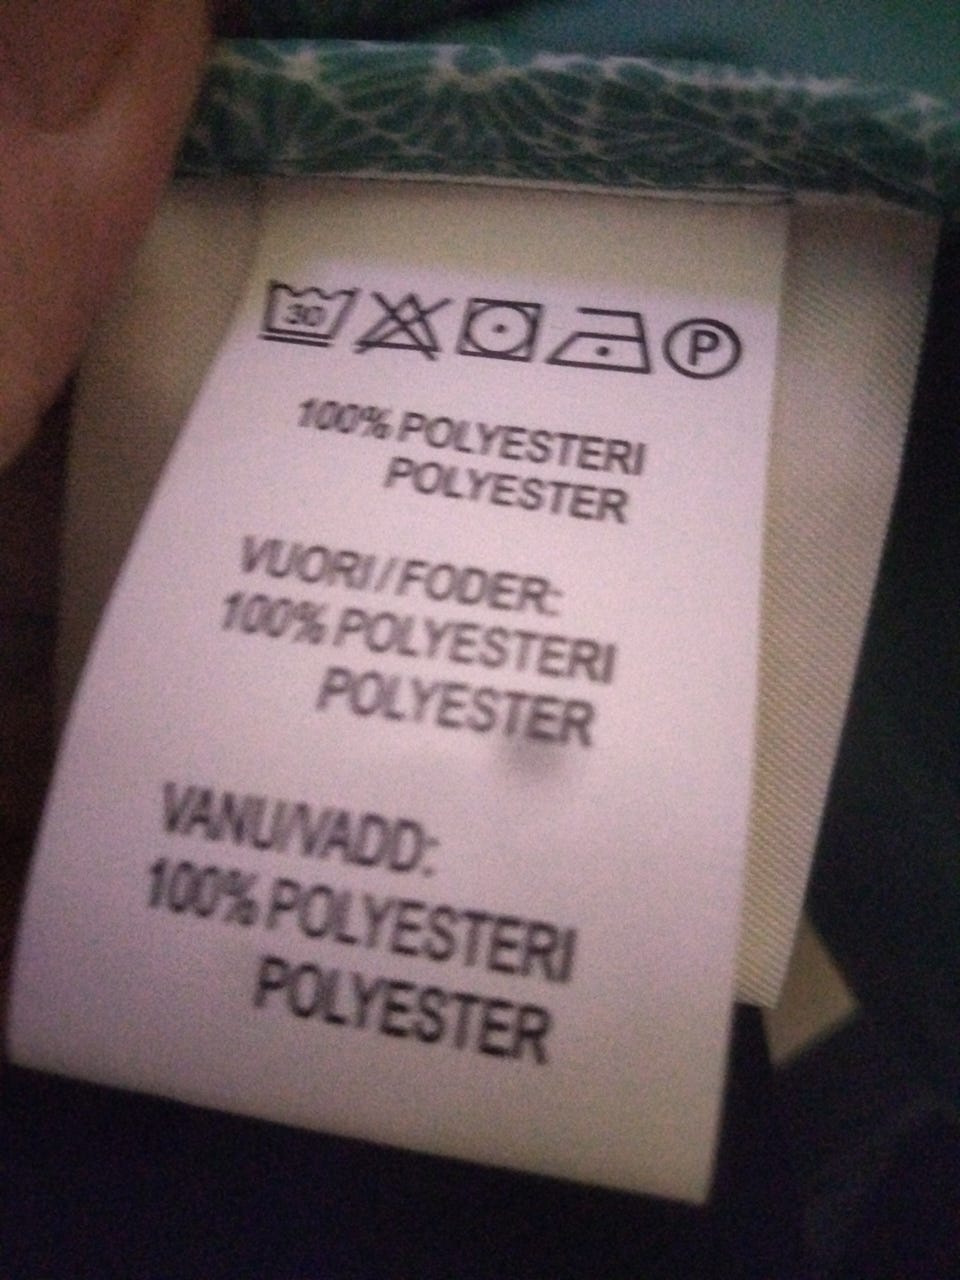 30 P
100% POLYESTERI
POLYESTER
VUORI/FODER:
100% POLYESTERI
POLYESTER
VANU/VADD:
100% POLYESTERI
POLYESTER